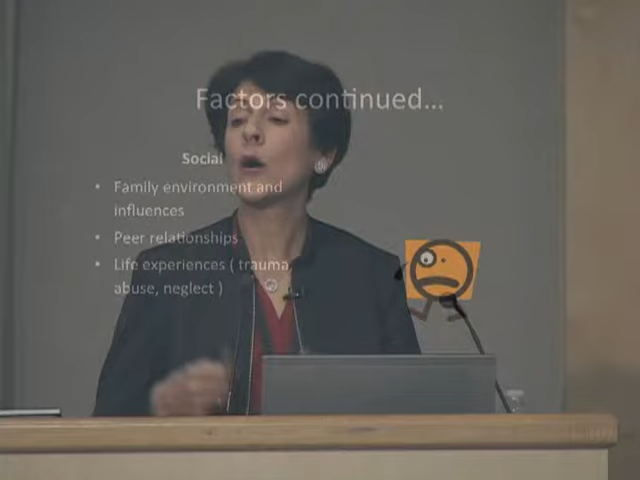 Factors continued...
Social
• Family environment and
influences
• Peer relationships
• Life experiences ( trauma,
abuse, neglect )